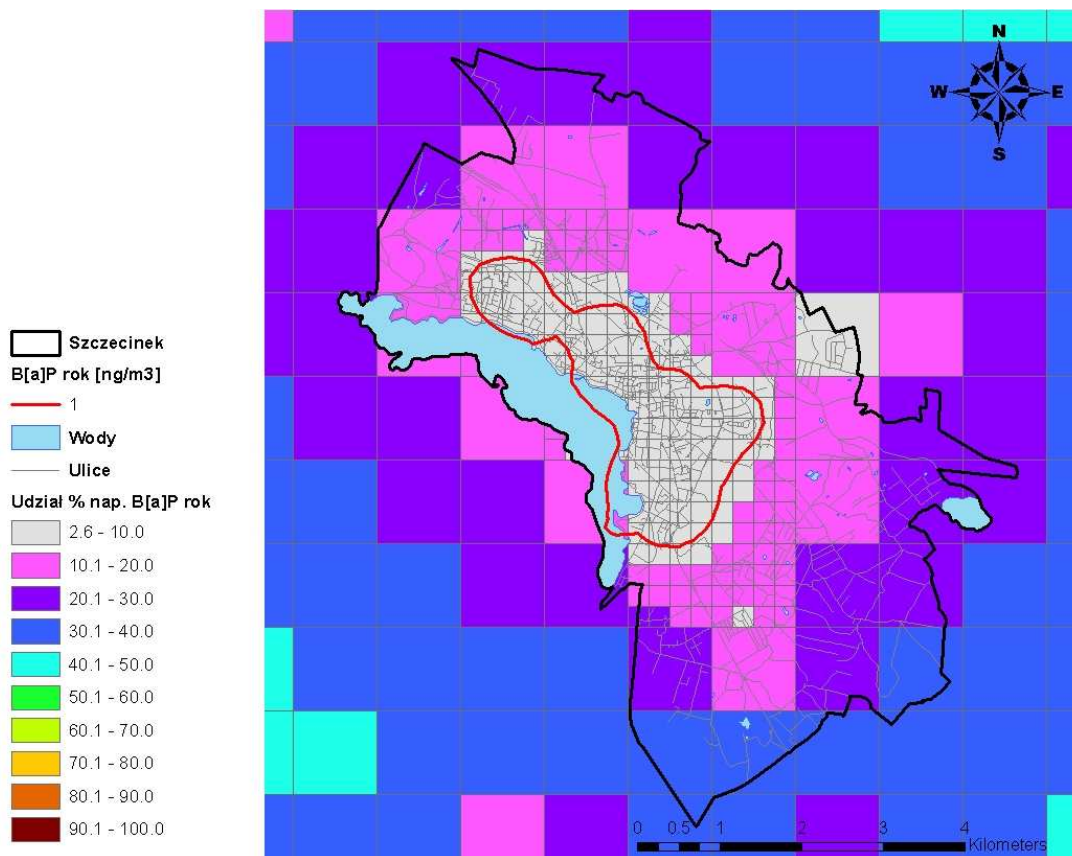 N
W E
S
Szczecinek
B[a]P rok [ng/m3]
1
Wody
Ulice
Udział % nap. B[a]P rok
2.6 - 10.0
10.1 - 20.0
20.1 - 30.0
30.1 - 40.0
40.1 - 50.0
50.1 - 60.0
60.1 - 70.0
70.1 - 80.0
80.1 - 90.0
90.1 - 100.0
0 0.5 1 2 3 4
Kilometers